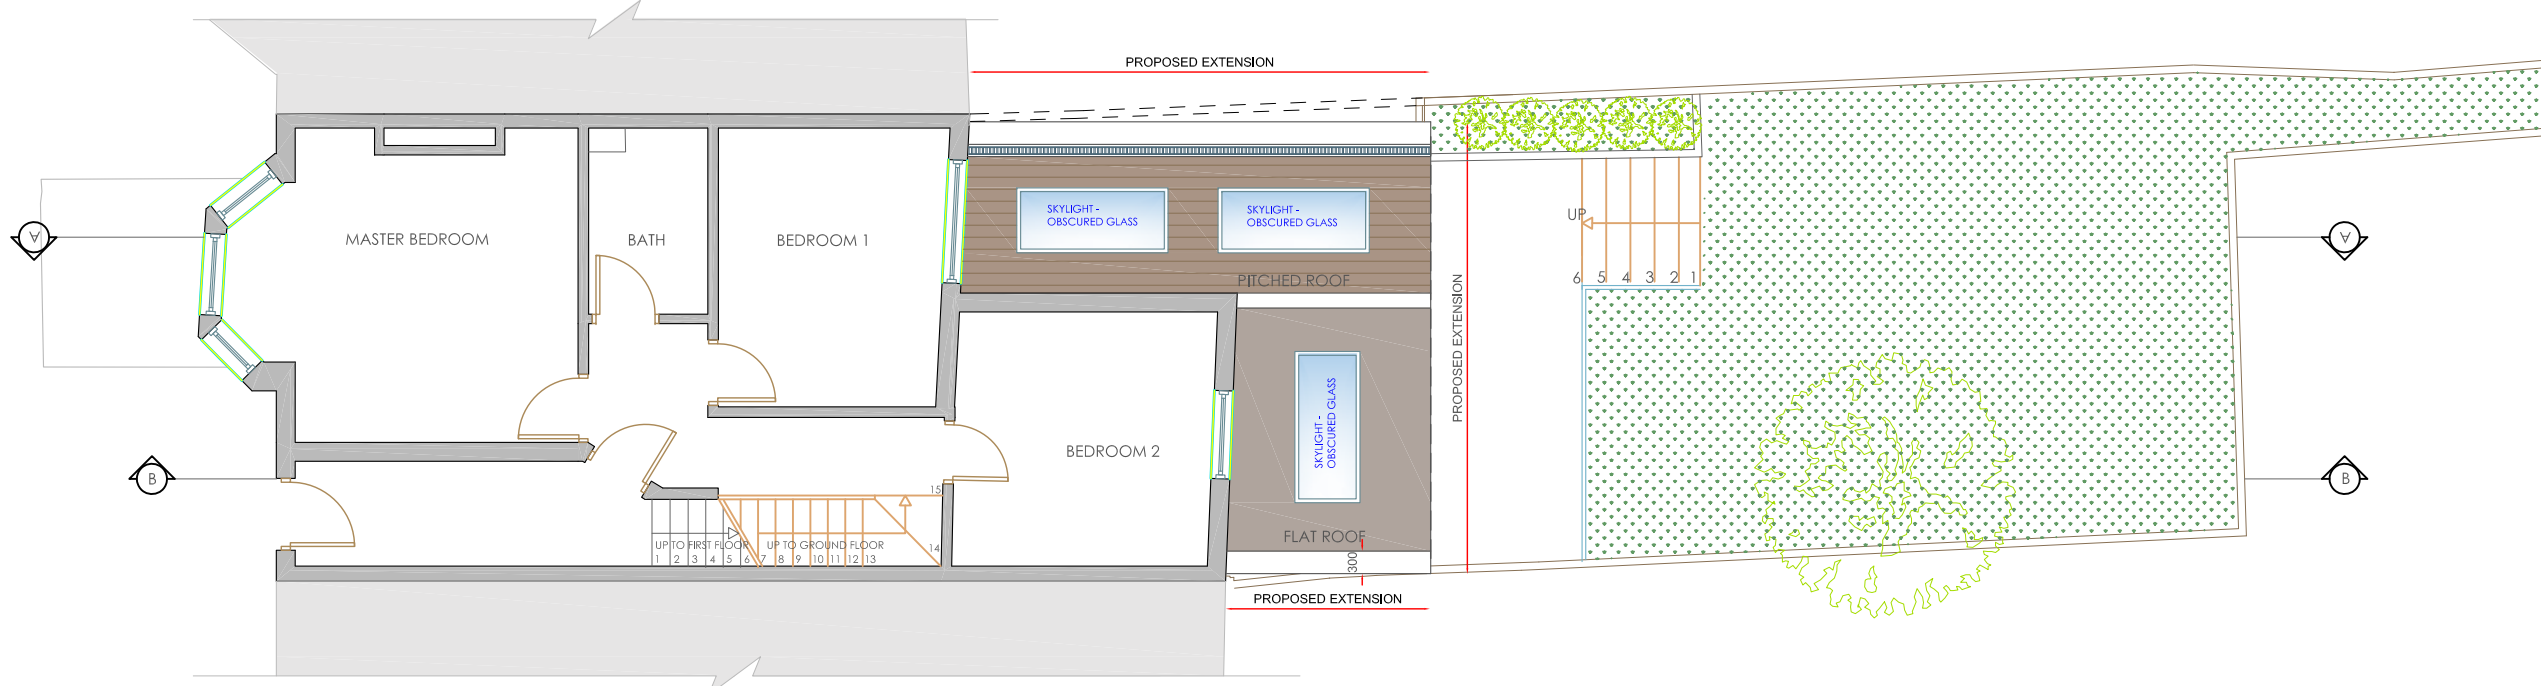 PROPOSED EXTENSION
SKYLIGHT -
OBSCURED GLASS
SKYLIGHT -
OBSCURED GLASS
UP
A
MASTER BEDROOM
BATH
BEDROOM 1
A
PITCHED ROOF
6 5 4 3 2 1
PROPOSED EXTENSION
SKYLIGHT -
OBSCURED GLASS
BEDROOM 2
B
B
15
FLAT ROOF
UP TO FIRST FLOOR
UP TO GROUND FLOOR
14
1 2 3 4 5 6 7 8 9 10 11 12 13
300
PROPOSED EXTENSION